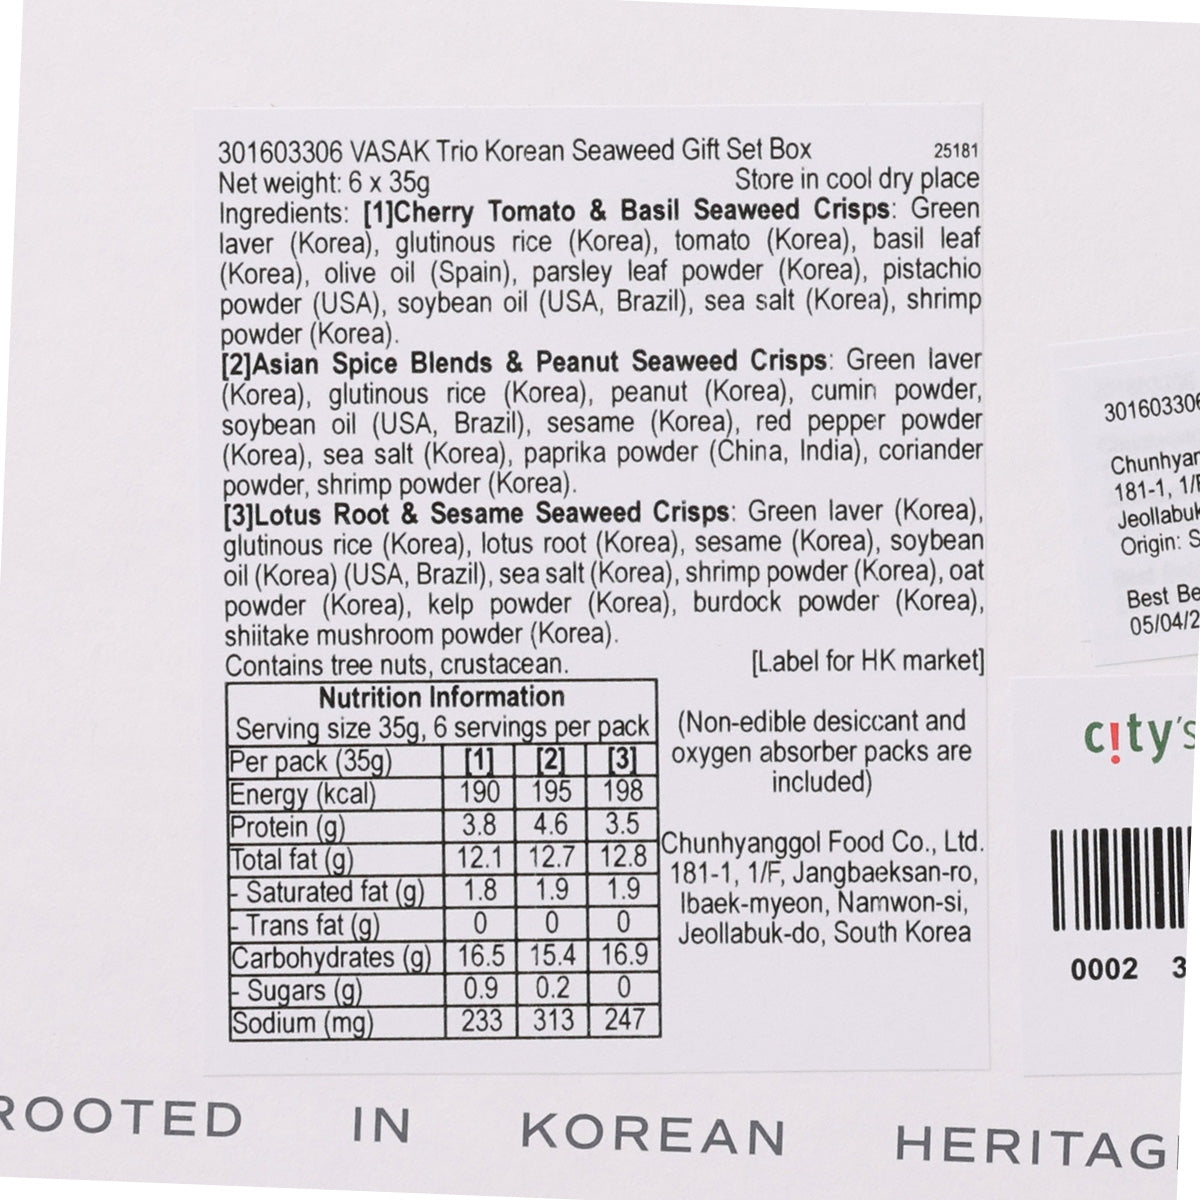 301603306 VASAK Trio Korean Seaweed Gift Set Box 25181
Net weight: 6 x 35g Store in cool dry place
Ingredients: [1]Cherry Tomato & Basil Seaweed Crisps: Green
laver (Korea), glutinous rice (Korea), tomato (Korea), basil leaf
(Korea), olive oil (Spain), parsley leaf powder (Korea), pistachio
powder (USA), soybean oil (USA, Brazil), sea salt (Korea), shrimp
powder (Korea).
[2]Asian Spice Blends & Peanut Seaweed Crisps: Green laver
(Korea), glutinous rice (Korea), peanut (Korea), cumin powder,
soybean oil (USA, Brazil), sesame (Korea), red pepper powder
(Korea), sea salt (Korea), paprika powder (China, India), coriander
powder, shrimp powder (Korea).
[3]Lotus Root & Sesame Seaweed Crisps: Green laver (Korea),
glutinous rice (Korea), lotus root (Korea), sesame (Korea), soybean
oil (Korea) (USA, Brazil), sea salt (Korea), shrimp powder (Korea), oat
powder (Korea), kelp powder (Korea), burdock powder (Korea),
shiitake mushroom powder (Korea).
Contains tree nuts, crustacean. [Label for HK market]
Nutrition Information
Serving size 35g, 6 servings per pack
Per pack (35g) [1] [2] [3]
Energy (kcal) 190 195 198
Protein (g) 3.8 4.6 3.5
Total fat (g) 12.1 12.7 12.8
- Saturated fat (g) 1.8 1.9 1.9
- Trans fat (g) 0 0 0
Carbohydrates (g) 16.5 15.4 16.9
- Sugars (g) 0.9 0.2 0
Sodium (mg) 233 313 247
(Non-edible desiccant and
oxygen absorber packs are
included)
Chunhyanggol Food Co., Ltd.
181-1, 1/F, Jangbaeksan-ro,
Ibaek-myeon, Namwon-si,
Jeollabuk-do, South Korea
301603306
Chunhyan
181-1, 1/F
Jeollabuk
Origin: S
Best Be
05/04/2
city's
0002 3
ROOTED IN KOREAN HERITAG